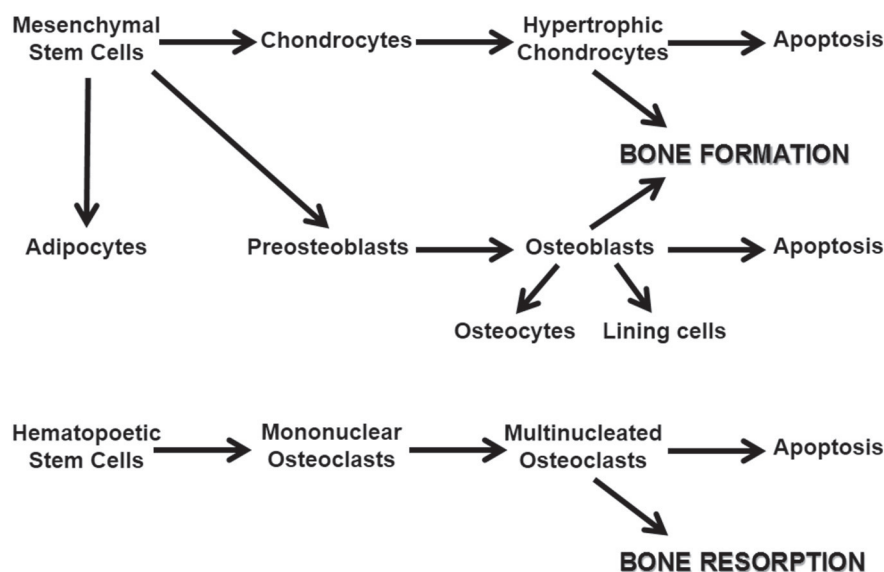 Mesenchymal
Stem Cells
Chondrocytes
Hypertrophic
Chondrocytes
Apoptosis
BONE FORMATION
Adipocytes
Preosteoblasts
Osteoblasts
Apoptosis
Osteocytes
Lining cells
Hematopoetic
Stem Cells
Mononuclear
Osteoclasts
Multinucleated
Osteoclasts
Apoptosis
BONE RESORPTION